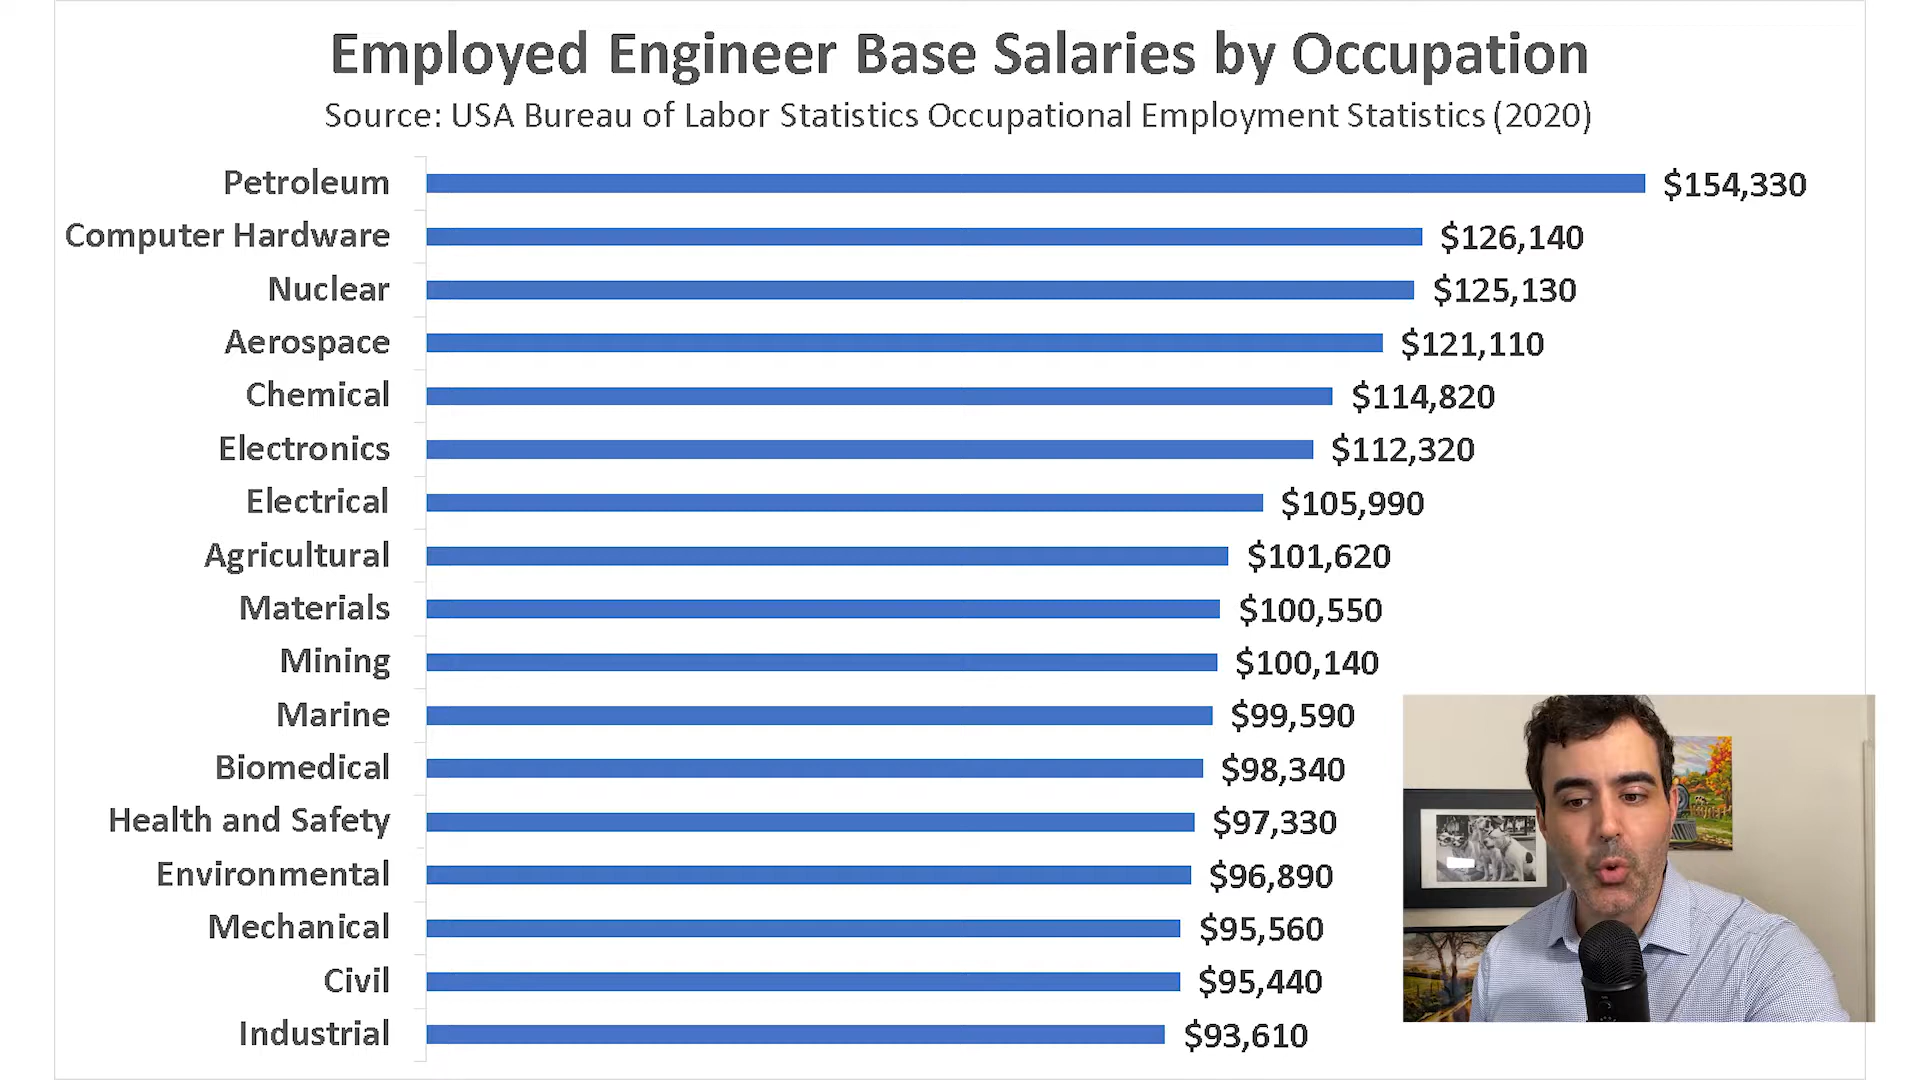 Employed Engineer Base Salaries by Occupation
Source: USA Bureau of Labor Statistics Occupational Employment Statistics (2020)
Petroleum $154,330
Computer Hardware $126,140
Nuclear $125,130
Aerospace $121,110
Chemical $114,820
Electronics $112,320
Electrical $105,990
Agricultural $101,620
Materials $100,550
Mining $100,140
Marine $99,590
Biomedical $98,340
Health and Safety $97,330
Environmental $96,890
Mechanical $95,560
Civil $95,440
Industrial $93,610